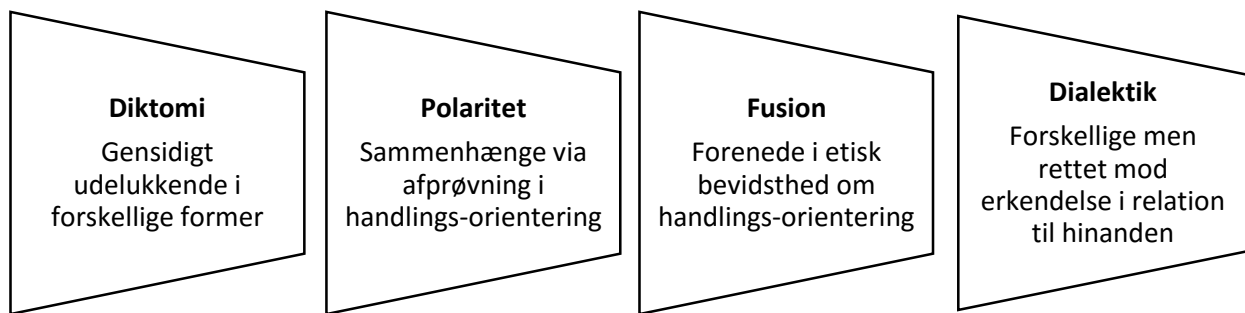 Diktomi
Gensidigt
udelukkende i
forskellige former
Polaritet
Sammenhænge via
afprøvning i
handlings-orientering
Fusion
Forenede i etisk
bevidsthed om
handlings-orientering
Dialektik
Forskellige men
rettet mod
erkendelse i relation
til hinanden